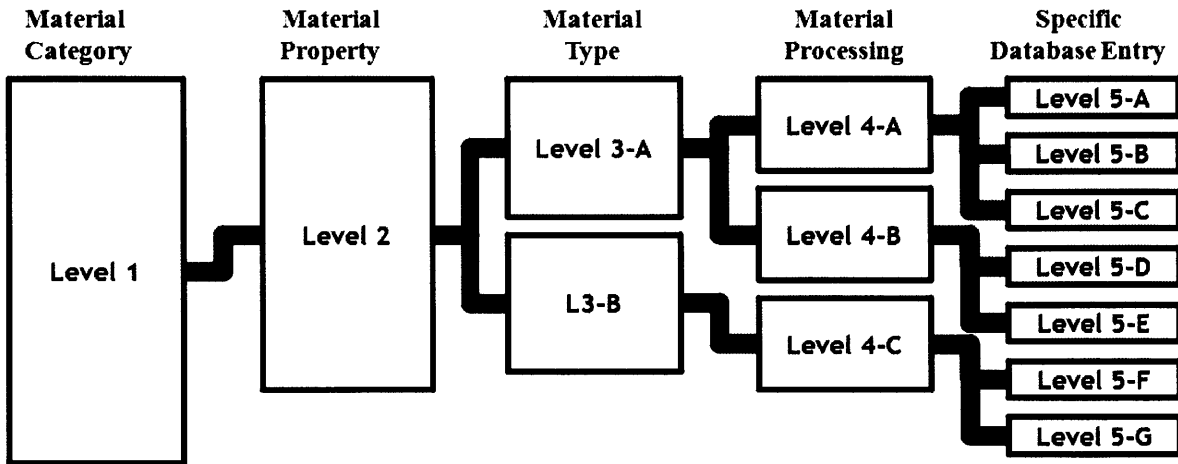 Material
Category
Material
Property
Material
Type
Material
Processing
Specific
Database Entry
Level 1
Level 2
Level 3-A
L3-B
Level 4-A
Level 4-B
Level 4-C
Level 5-A
Level 5-B
Level 5-C
Level 5-D
Level 5-E
Level 5-F
Level 5-G